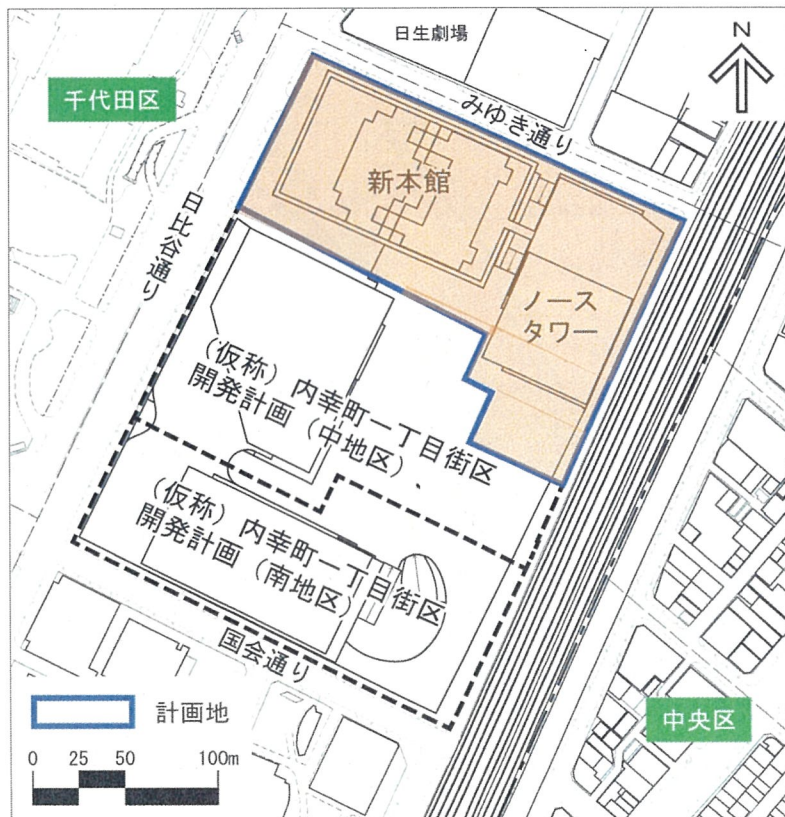 日生劇場
N
千代田区
みゆき通り
新本館
日比谷通り
ノース
タワー
(仮称) 内幸町一丁目街区
開発計画 (中地区)
(仮称) 内幸町一丁目街区
開発計画 (南地区)
国会通り
計画地
中央区
0 25 50 100m